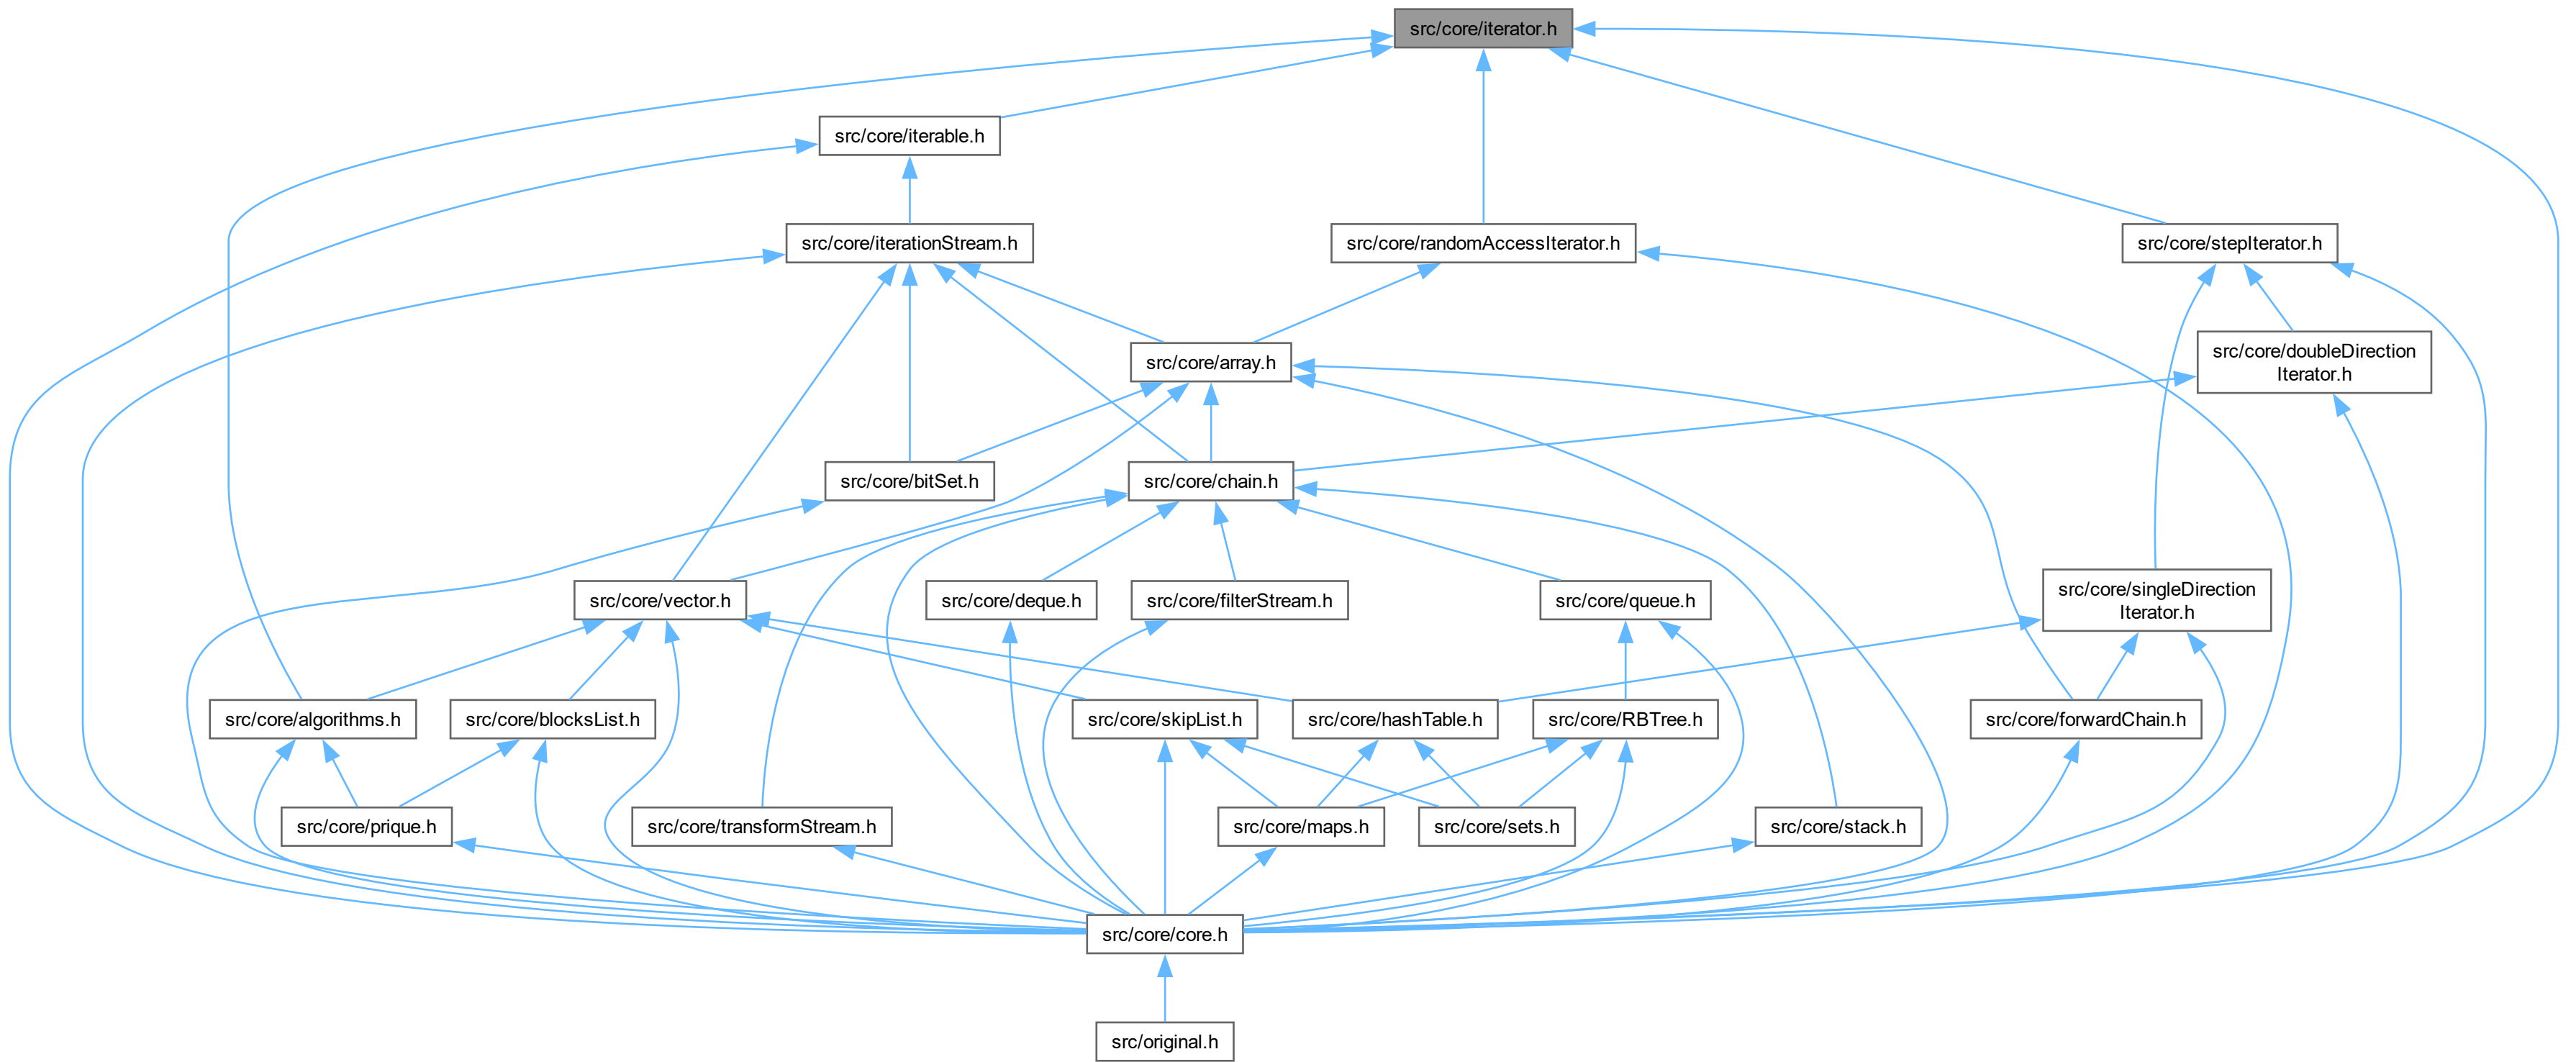 src/core/iterator.h
src/core/iterable.h
src/core/iterationStream.h
src/core/randomAccessIterator.h
src/core/stepIterator.h
src/core/array.h
src/core/doubleDirection
Iterator.h
src/core/bitSet.h
src/core/chain.h
src/core/vector.h
src/core/deque.h
src/core/filterStream.h
src/core/queue.h
src/core/singleDirection
Iterator.h
src/core/algorithms.h
src/core/blocksList.h
src/core/skipList.h
src/core/hashTable.h
src/core/RBTree.h
src/core/forwardChain.h
src/core/prique.h
src/core/transformStream.h
src/core/maps.h
src/core/sets.h
src/core/stack.h
src/core/core.h
src/original.h